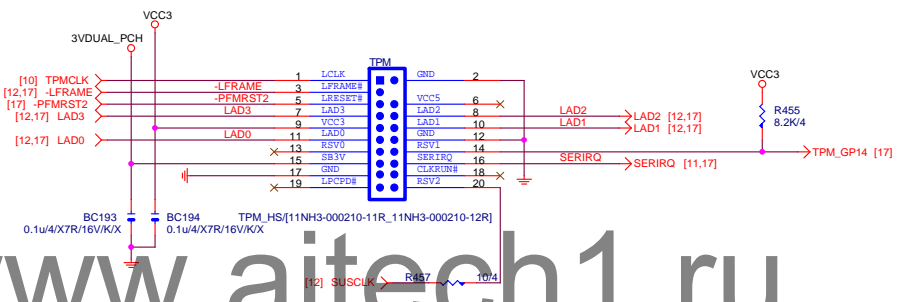 VCC3
3VDUAL_PCH
TPM
VCC3
[10] TPMCLK 1 LCLK GND 2
[12,17] -LFRAME -LFRAME 3 LFRAME#
[17] -PFMRST2 -PFMRST2 5 LRESET# VCC5 6
[12,17] LAD3 LAD3 7 LAD3 LAD2 8 LAD2 LAD2 [12,17]
9 VCC3 LAD1 10 LAD1 LAD1 [12,17]
[12,17] LAD0 LAD0 11 LAD0 GND 12
13 RSV0 RSV1 14 TPM_GP14 [17]
15 SB3V SERIRQ 16 SERIRQ SERIRQ [11,17]
17 GND CLKRUN# 18
19 LPCPD# RSV2 20
R455
8.2K/4
BC193
0.1u/4/X7R/16V/K/X
BC194
0.1u/4/X7R/16V/K/X
TPM_HS/[11NH3-000210-11R_11NH3-000210-12R]
[12] SUSCLK R457 10/4
www.aitech1.ru